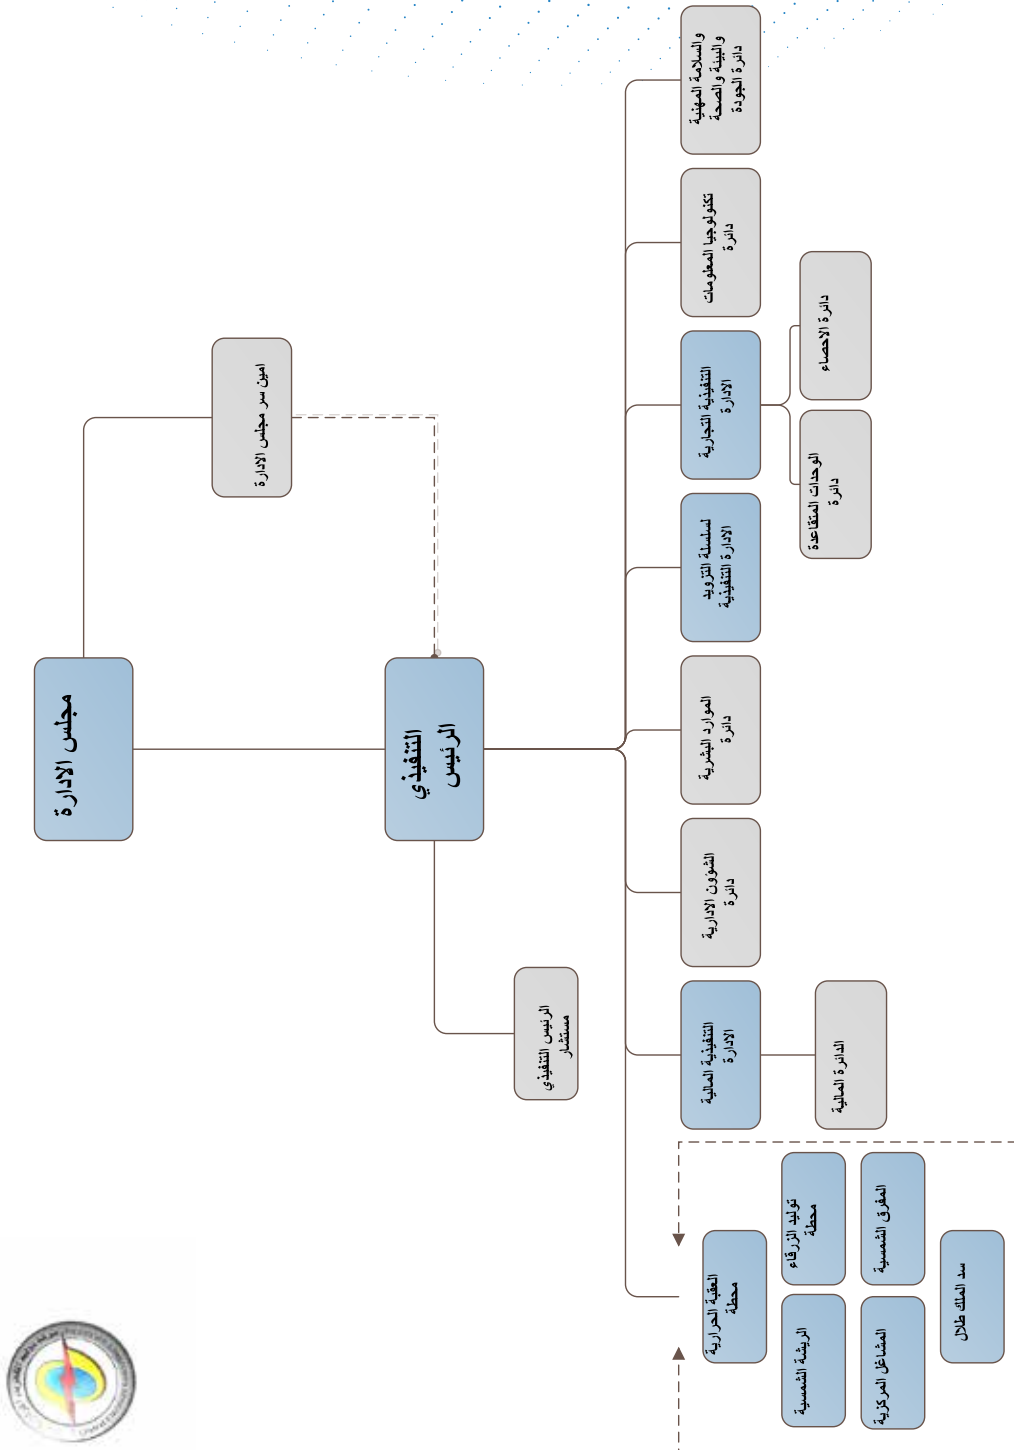 مجلس الادارة
امين سر مجلس الادارة
الرئيس
التنفيذي
مستشار
الرئيس التنفيذي
دائرة الجودة
والبيئة والصحة
والسلامة المهنية
دائرة
تكنولوجيا المعلومات
الادارة
التنفيذية التجارية
الادارة التنفيذية
لسلسلة التزويد
دائرة
الموارد البشرية
دائرة
الشؤون الادارية
الادارة
التنفيذية المالية
دائرة الاحصاء
دائرة
الوحدات المتقاعدة
الدائرة المالية
محطة
العقبة الحرارية
محطة
توليد الزرقاء
الريشة الشمسية
المفرق الشمسية
المشاغل المركزية
سد الملك طلال